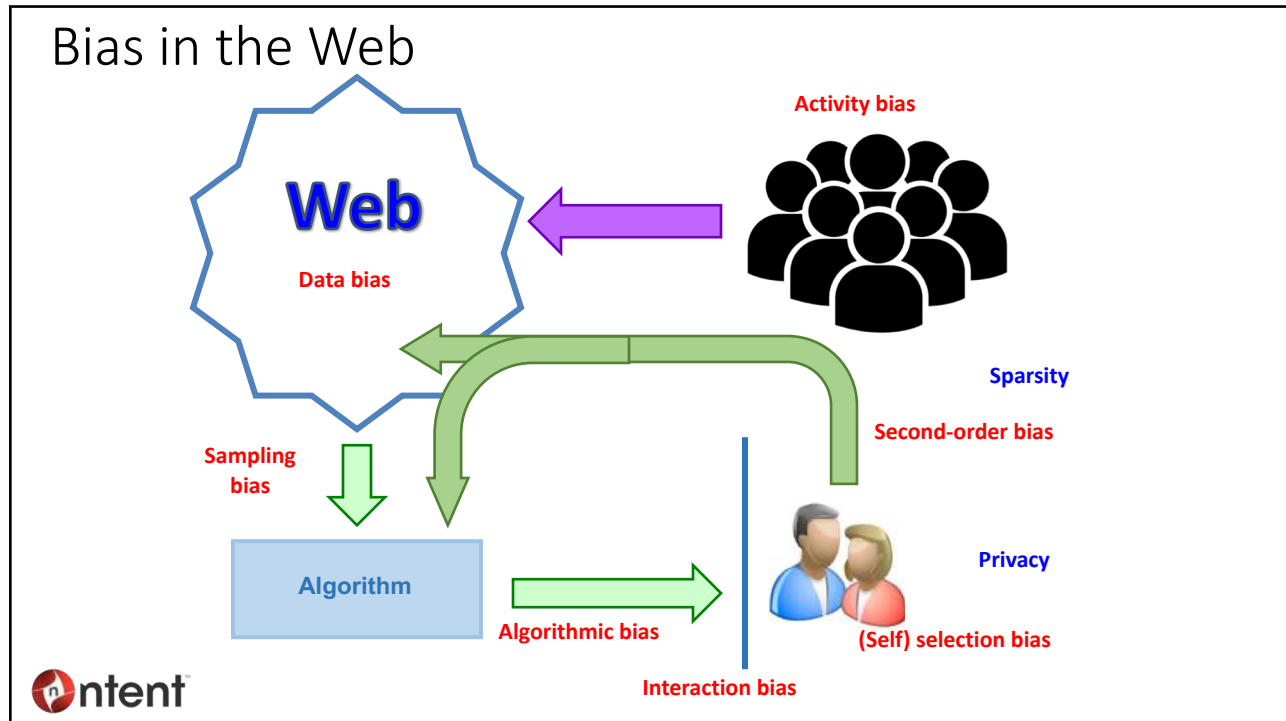 Bias in the Web
Activity bias
Web
Data bias
Sparsity
Second-order bias
Sampling
bias
Privacy
Algorithm
Algorithmic bias
(Self) selection bias
Interaction bias
n
ntent™